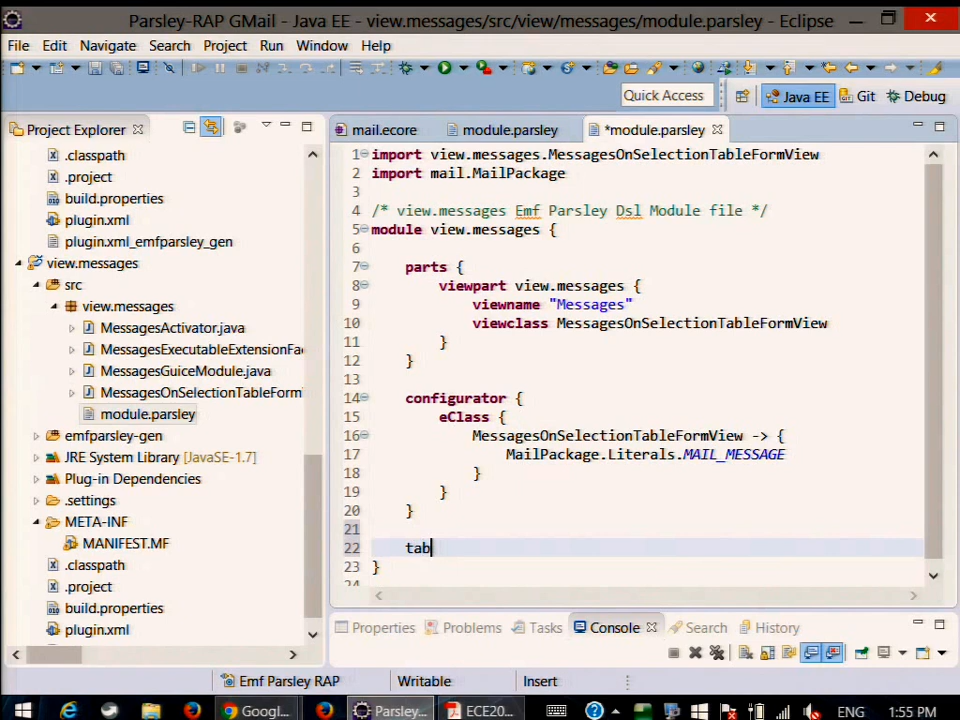 Parsley-RAP GMail - Java EE - view.messages/src/view/messages/module.parsley - Eclipse
File Edit Navigate Search Project Run Window Help
Quick Access
Java EE
Git
Debug
Project Explorer
mail.ecore
module.parsley
*module.parsley
.classpath
.project
build.properties
plugin.xml
plugin.xml_emfparsley_gen
view.messages
src
view.messages
MessagesActivator.java
MessagesExecutableExtensionFac
MessagesGuiceModule.java
MessagesOnSelectionTableForm
module.parsley
emfparsley-gen
JRE System Library [JavaSE-1.7]
Plug-in Dependencies
.settings
META-INF
MANIFEST.MF
.classpath
.project
build.properties
plugin.xml
1 import view.messages.MessagesOnSelectionTableFormView
2 import mail.MailPackage
3
4 /* view.messages Emf Parsley Dsl Module file */
5 module view.messages {
6
7 parts {
8 viewpart view.messages {
9 viewname "Messages"
10 viewclass MessagesOnSelectionTableFormView
11 }
12 }
13
14 configurator {
15 eClass {
16 MessagesOnSelectionTableFormView -> {
17 MailPackage.Literals.MAIL_MESSAGE
18 }
19 }
20 }
21
22 tab
23 }
24
Properties Problems Tasks Console Search History
Emf Parsley RAP Writable Insert
Googl... Parsley... ECE20... ENG 1:55 PM